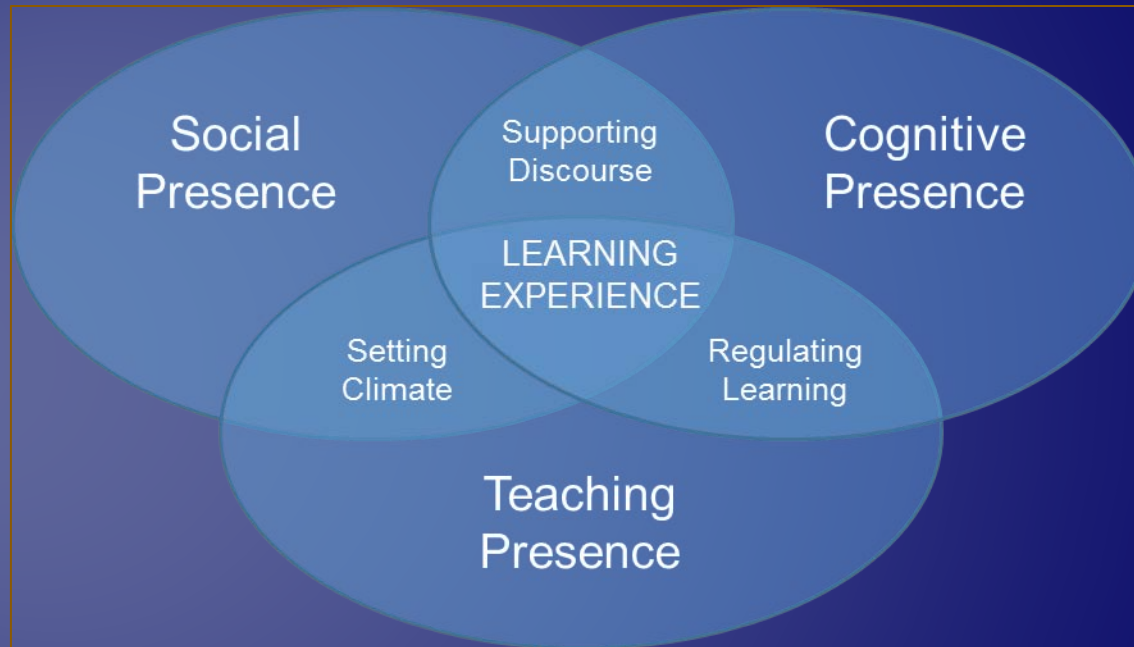 Social
Presence
Supporting
Discourse
Cognitive
Presence
LEARNING
EXPERIENCE
Setting
Climate
Regulating
Learning
Teaching
Presence